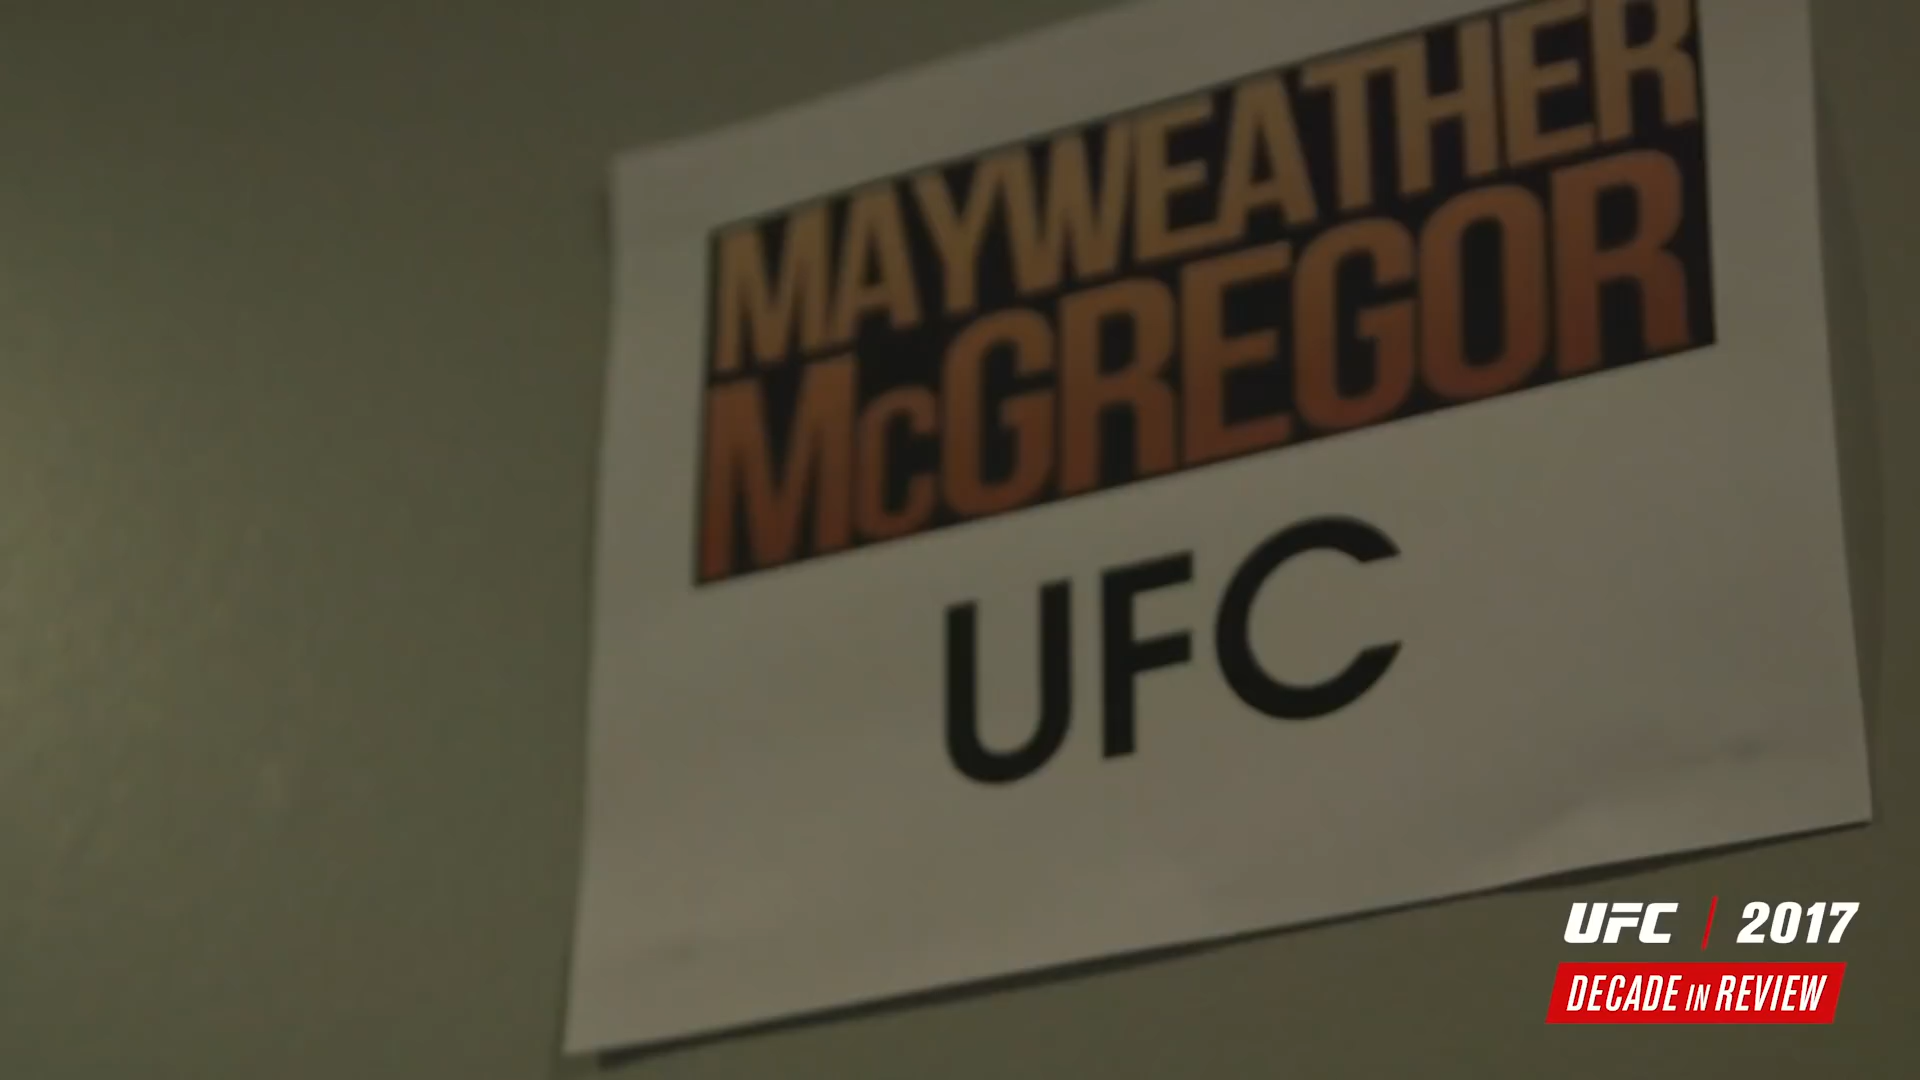 MAYWEATHER
McGREGOR
UFC
UFC | 2017
DECADE IN REVIEW